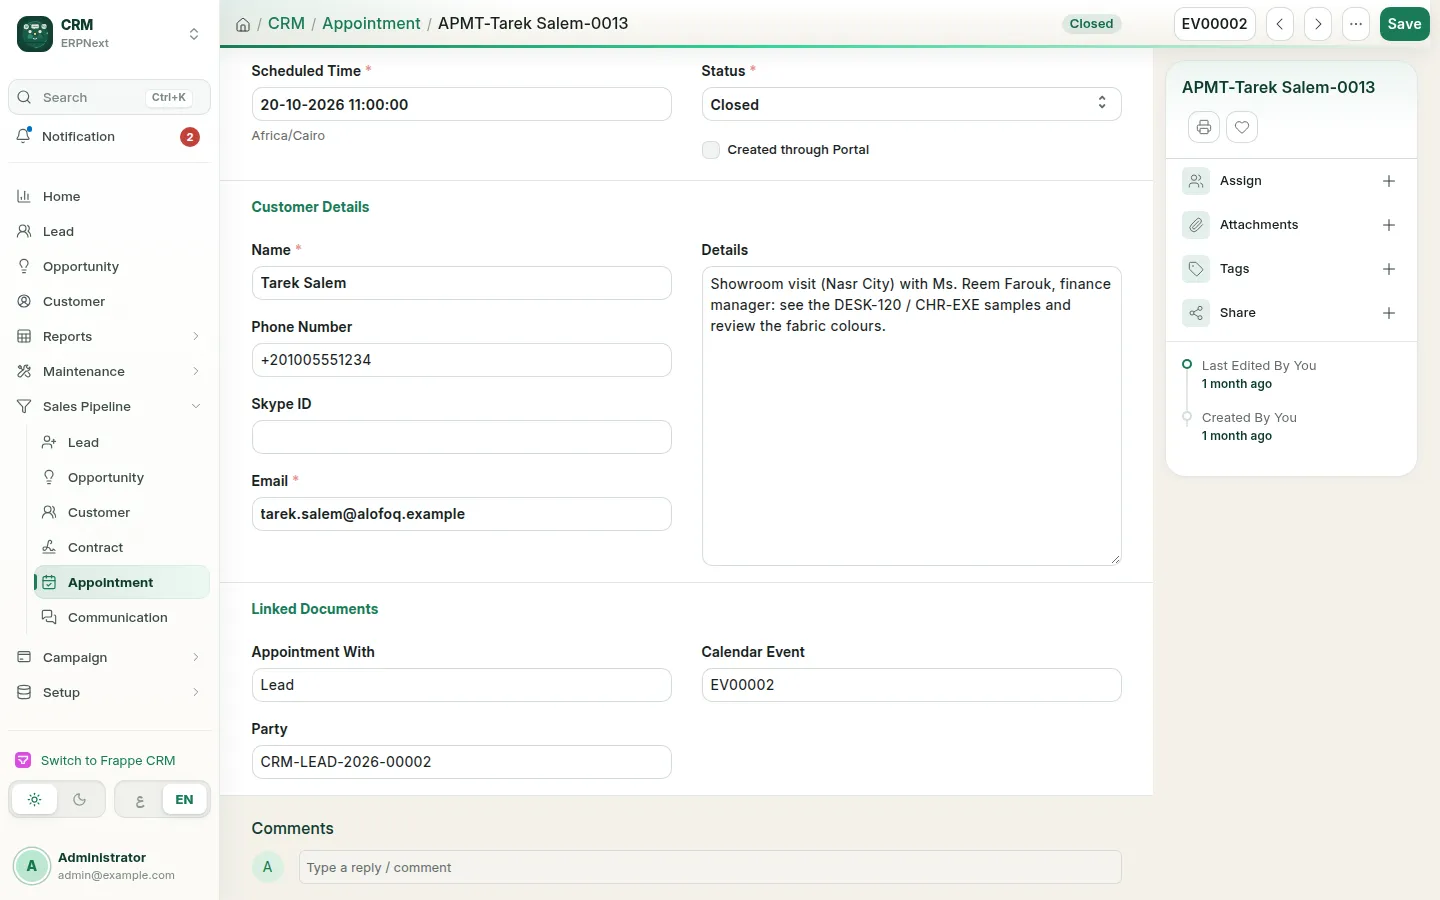 CRM
ERPNext
Search
Ctrl+K
Notification
2
Home
Lead
Opportunity
Customer
Reports
Maintenance
Sales Pipeline
Lead
Opportunity
Customer
Contract
Appointment
Communication
Campaign
Setup
Switch to Frappe CRM
ع
EN
A
Administrator
admin@example.com
/ CRM / Appointment / APMT-Tarek Salem-0013
Closed
EV00002
Save
Scheduled Time *
20-10-2026 11:00:00
Africa/Cairo
Status *
Closed
Created through Portal
Customer Details
Name *
Tarek Salem
Phone Number
+201005551234
Skype ID
Email *
tarek.salem@alofoq.example
Details
Showroom visit (Nasr City) with Ms. Reem Farouk, finance
manager: see the DESK-120 / CHR-EXE samples and
review the fabric colours.
Linked Documents
Appointment With
Lead
Calendar Event
EV00002
Party
CRM-LEAD-2026-00002
Comments
A
Type a reply / comment
APMT-Tarek Salem-0013
Assign
Attachments
Tags
Share
Last Edited By You
1 month ago
Created By You
1 month ago